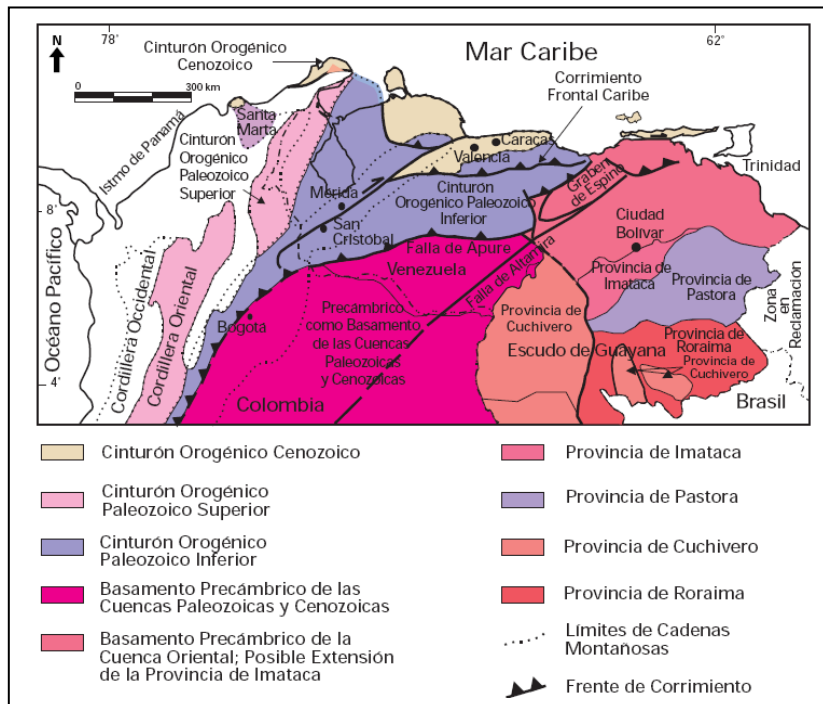 78
62
N
Cinturón Orogénico
Cenozoico
Mar Caribe
0
300 km
Corrimiento
Frontal Caribe
Istmo de Panamá
Santa
Marta
Cinturón
Orogénico
Paleozoico
Superior
Caracas
Valencia
Trinidad
Graben
de Espino
Mérida
Cinturón
Orogénico Paleozoico
Inferior
8'
San
Cristobal
Ciudad
Bolívar
Falla de Apure
Venezuela
Falla de Altamira
Provincia de
Imataca
Provincia de
Pastora
Zona
en
Reclamacion
Océano Pacífico
Cordillera Occidental
Cordillera Oriental
Bogotá
Precámbrico
como Basamento
de las Cuencas
Paleozoicas
y Cenozoicas
Provincia de
Cuchivero
Escudo de Guayana
Provincia de
Roraima
Provincia de
Cuchivero
4'
Colombia
Brasil
Cinturón Orogénico Cenozoico
Cinturón Orogénico
Paleozoico Superior
Cinturón Orogénico
Paleozoico Inferior
Basamento Precámbrico de las
Cuencas Paleozoicas y Cenozoicas
Basamento Precámbrico de la
Cuenca Oriental; Posible Extensión
de la Provincia de Imataca
Provincia de Imataca
Provincia de Pastora
Provincia de Cuchivero
Provincia de Roraima
Límites de Cadenas
Montañosas
Frente de Corrimiento